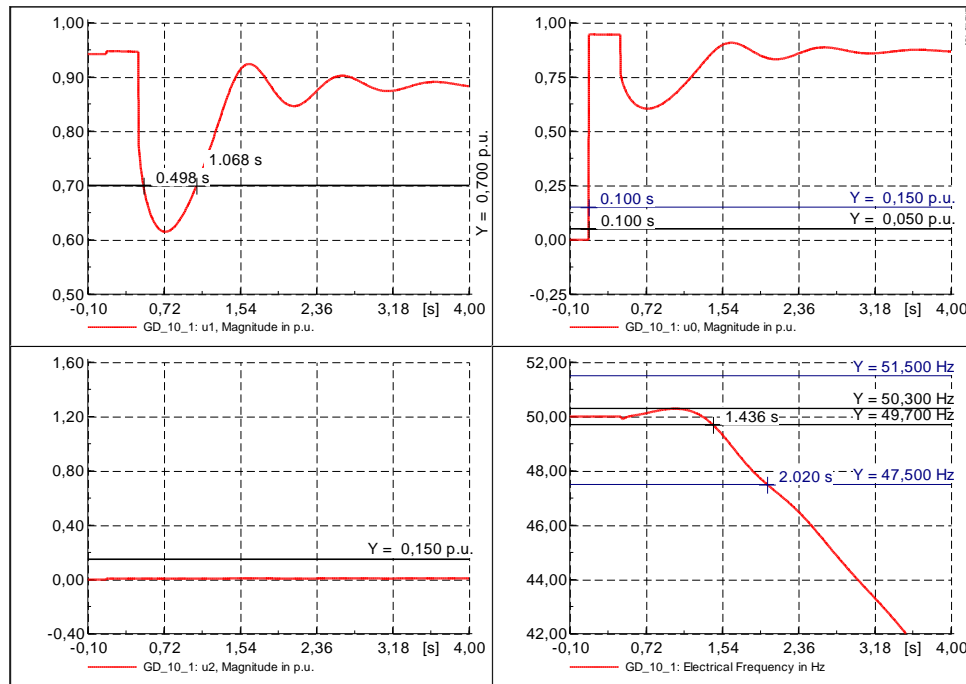 1,00
0,90
0,80
0,70
0,60
0,50
-0,10
0,72
1,54
2,36
3,18
[s]
4,00
1.068 s
0.498 s
Y = 0,700 p.u.
GD_10_1: u1, Magnitude in p.u.
1,00
0,75
0,50
0,25
0,00
-0,25
-0,10
0,72
1,54
2,36
3,18
[s]
4,00
0.100 s
Y = 0,150 p.u.
0.100 s
Y = 0,050 p.u.
GD_10_1: u0, Magnitude in p.u.
1,60
1,20
0,80
0,40
0,00
-0,40
-0,10
0,72
1,54
2,36
3,18
[s]
4,00
Y = 0,150 p.u.
GD_10_1: u2, Magnitude in p.u.
52,00
50,00
48,00
46,00
44,00
42,00
-0,10
0,72
1,54
2,36
3,18
[s]
4,00
Y = 51,500 Hz
Y = 50,300 Hz
Y = 49,700 Hz
1.436 s
2.020 s
Y = 47,500 Hz
GD_10_1: Electrical Frequency in Hz